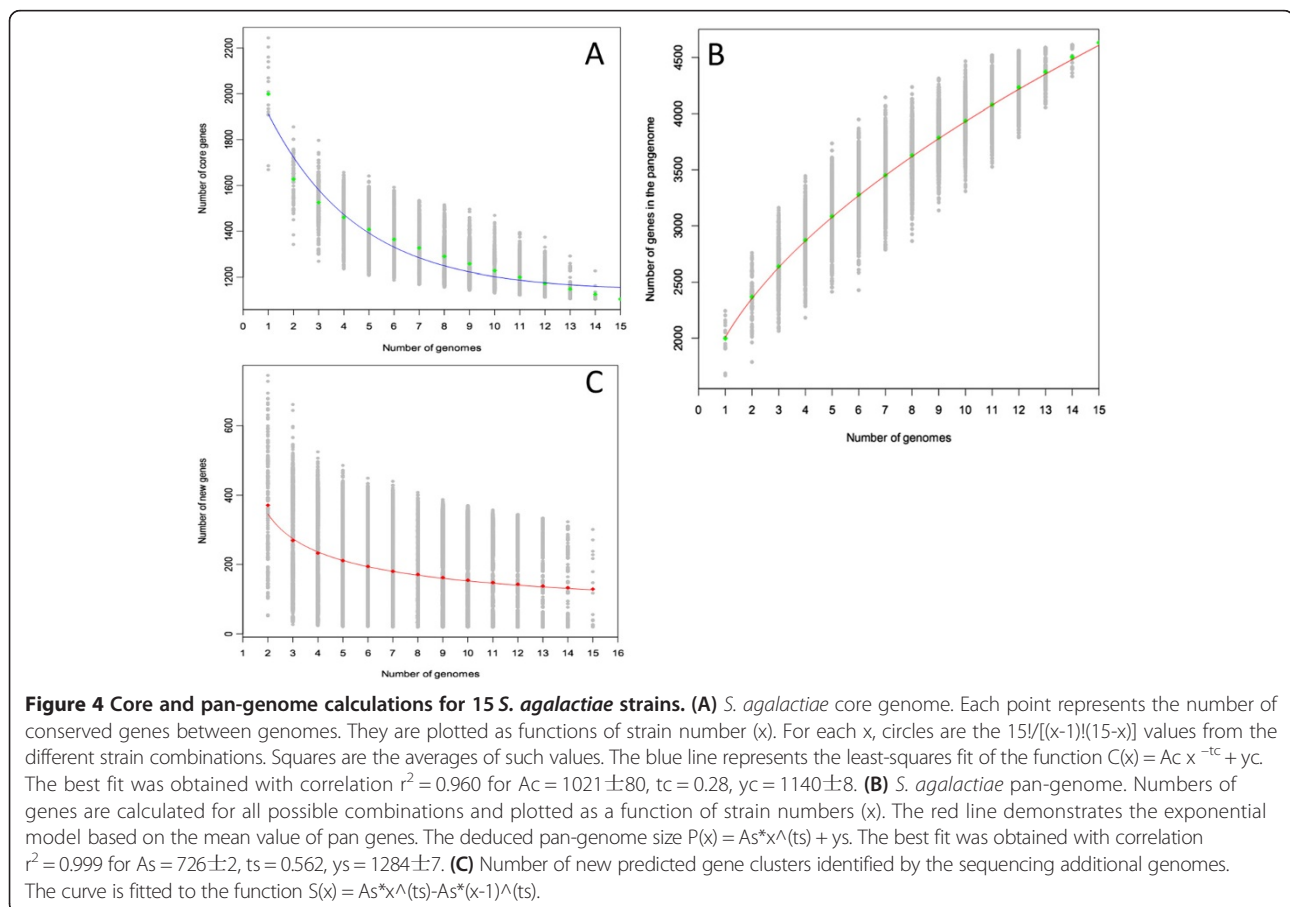 A
Number of core genes
2200
2000
1800
1600
1400
1200
0 1 2 3 4 5 6 7 8 9 10 11 12 13 14 15
Number of genomes
B
Number of genes in the pangenome
4500
4000
3500
3000
2500
2000
0 1 2 3 4 5 6 7 8 9 10 11 12 13 14 15
Number of genomes
C
Number of new genes
600
400
200
0
1 2 3 4 5 6 7 8 9 10 11 12 13 14 15 16
Number of genomes
Figure 4 Core and pan-genome calculations for 15 S. agalactiae strains. (A) S. agalactiae core genome. Each point represents the number of
conserved genes between genomes. They are plotted as functions of strain number (x). For each x, circles are the 15!/[(x-1)!(15-x)] values from the
different strain combinations. Squares are the averages of such values. The blue line represents the least-squares fit of the function C(x) = Ac x −tc + yc.
The best fit was obtained with correlation r2 = 0.960 for Ac = 1021±80, tc = 0.28, yc = 1140±8. (B) S. agalactiae pan-genome. Numbers of
genes are calculated for all possible combinations and plotted as a function of strain numbers (x). The red line demonstrates the exponential
model based on the mean value of pan genes. The deduced pan-genome size P(x) = As*x^(ts) + ys. The best fit was obtained with correlation
r2 = 0.999 for As = 726±2, ts = 0.562, ys = 1284±7. (C) Number of new predicted gene clusters identified by the sequencing additional genomes.
The curve is fitted to the function S(x) = As*x^(ts)-As*(x-1)^(ts).